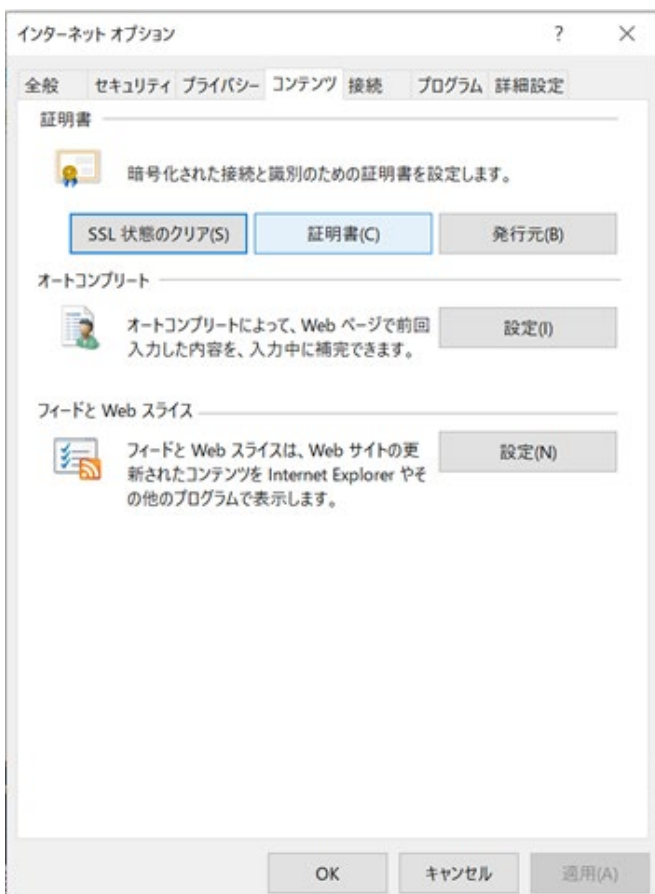 インターネット オプション ? ×
全般 セキュリティ プライバシー コンテンツ 接続 プログラム 詳細設定
証明書
暗号化された接続と識別のための証明書を設定します。
SSL 状態のクリア(S) 証明書(C) 発行元(B)
オートコンプリート
オートコンプリートによって、Web ページで前回
入力した内容を、入力中に補完できます。
設定(I)
フィードと Web スライス
フィードと Web スライスは、Web サイトの更
新されたコンテンツを Internet Explorer やそ
の他のプログラムで表示します。
設定(N)
OK キャンセル 適用(A)